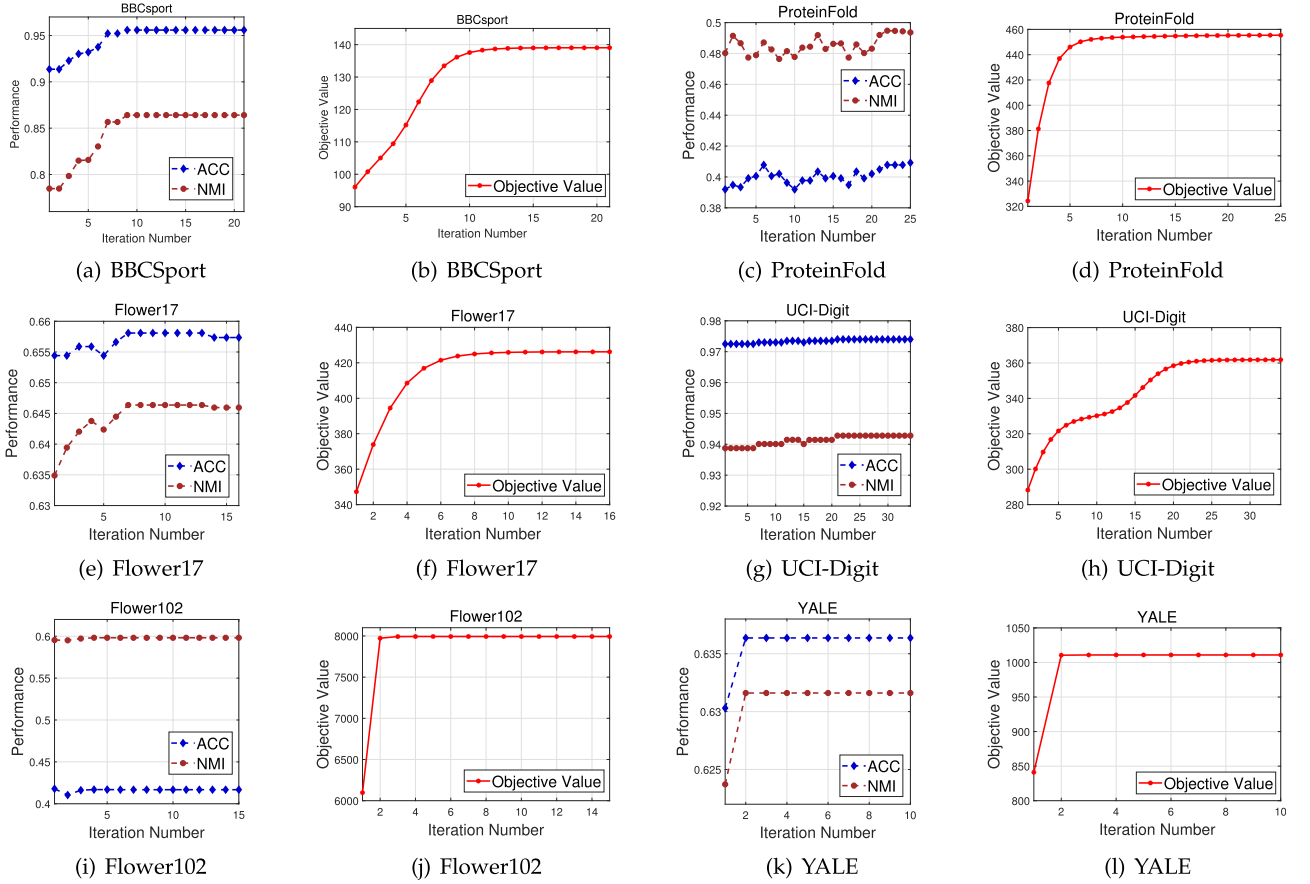 BBCsport
Performance
0.95
0.9
0.85
0.8
ACC
NMI
5 10 15 20
Iteration Number
(a) BBCSport
BBCsport
Objective Value
140
130
120
110
100
90
Objective Value
5 10 15 20
Iteration Number
(b) BBCSport
ProteinFold
Performance
0.5
0.48
0.46
0.44
0.42
0.4
0.38
ACC
NMI
5 10 15 20 25
Iteration Number
(c) ProteinFold
ProteinFold
Objective Value
460
440
420
400
380
360
340
320
Objective Value
5 10 15 20 25
Iteration Number
(d) ProteinFold
Flower17
Performance
0.66
0.655
0.65
0.645
0.64
0.635
0.63
ACC
NMI
5 10 15
Iteration Number
(e) Flower17
Flower17
Objective Value
440
420
400
380
360
340
Objective Value
2 4 6 8 10 12 14 16
Iteration Number
(f) Flower17
UCI-Digit
Performance
0.98
0.97
0.96
0.95
0.94
0.93
0.92
ACC
NMI
5 10 15 20 25 30
Iteration Number
(g) UCI-Digit
UCI-Digit
Objective Value
380
360
340
320
300
280
Objective Value
5 10 15 20 25 30
Iteration Number
(h) UCI-Digit
Flower102
Performance
0.6
0.55
0.5
0.45
0.4
ACC
NMI
5 10 15
Iteration Number
(i) Flower102
Flower102
Objective Value
8000
7500
7000
6500
6000
Objective Value
2 4 6 8 10 12 14
Iteration Number
(j) Flower102
YALE
Performance
0.635
0.63
0.625
ACC
NMI
2 4 6 8 10
Iteration Number
(k) YALE
YALE
Objective Value
1050
1000
950
900
850
800
Objective Value
2 4 6 8 10
Iteration Number
(l) YALE